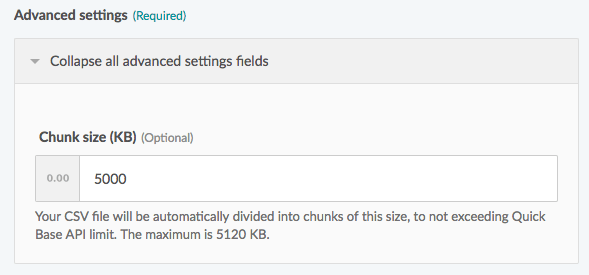 Advanced settings (Required)
Collapse all advanced settings fields
Chunk size (KB) (Optional)
0.00 5000
Your CSV file will be automatically divided into chunks of this size, to not exceeding Quick
Base API limit. The maximum is 5120 KB.